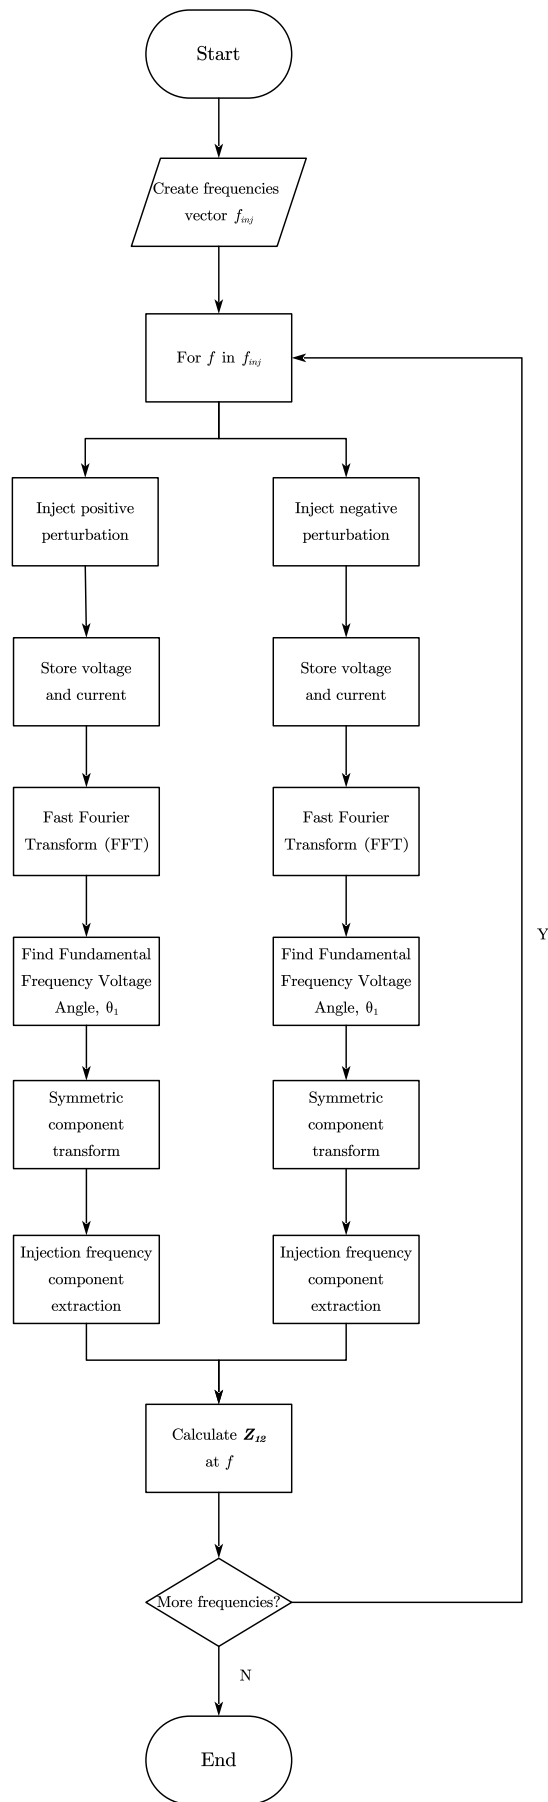 Start
Create frequencies
vector f_inj
For f in f_inj
Inject positive
perturbation
Inject negative
perturbation
Store voltage
and current
Store voltage
and current
Fast Fourier
Transform (FFT)
Fast Fourier
Transform (FFT)
Find Fundamental
Frequency Voltage
Angle, θ₁
Find Fundamental
Frequency Voltage
Angle, θ₁
Y
Symmetric
component
transform
Symmetric
component
transform
Injection frequency
component
extraction
Injection frequency
component
extraction
Calculate Z₁₂
at f
More frequencies?
N
End